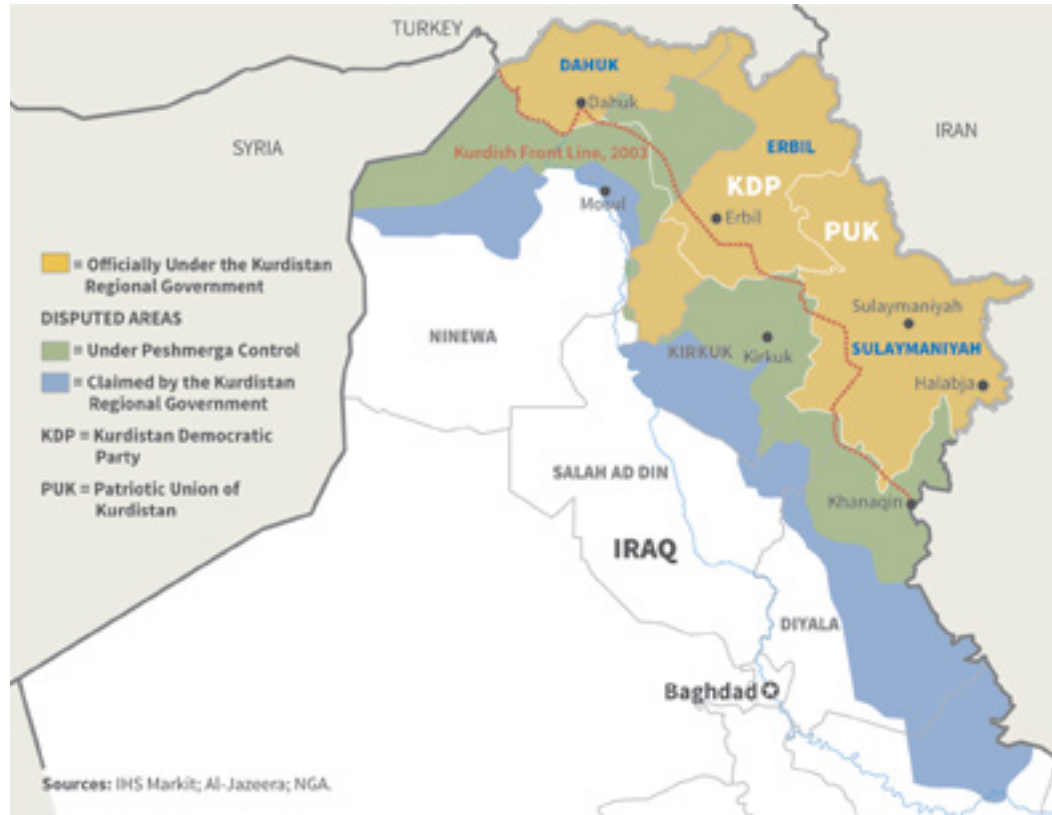 TURKEY
DAHUK
Dahuk
IRAN
SYRIA
ERBIL
Kurdish Front Line, 2003
KDP
Mosul
Erbil
PUK
= Officially Under the Kurdistan
Regional Government
DISPUTED AREAS
= Under Peshmerga Control
= Claimed by the Kurdistan
Regional Government
KDP = Kurdistan Democratic
Party
PUK = Patriotic Union of
Kurdistan
NINEWA
Sulaymaniyah
KIRKUK
Kirkuk
SULAYMANIYAH
Halabja
SALAH AD DIN
Khanaqin
IRAQ
DIYALA
Baghdad
Sources: IHS Markit; Al-Jazeera; NGA.